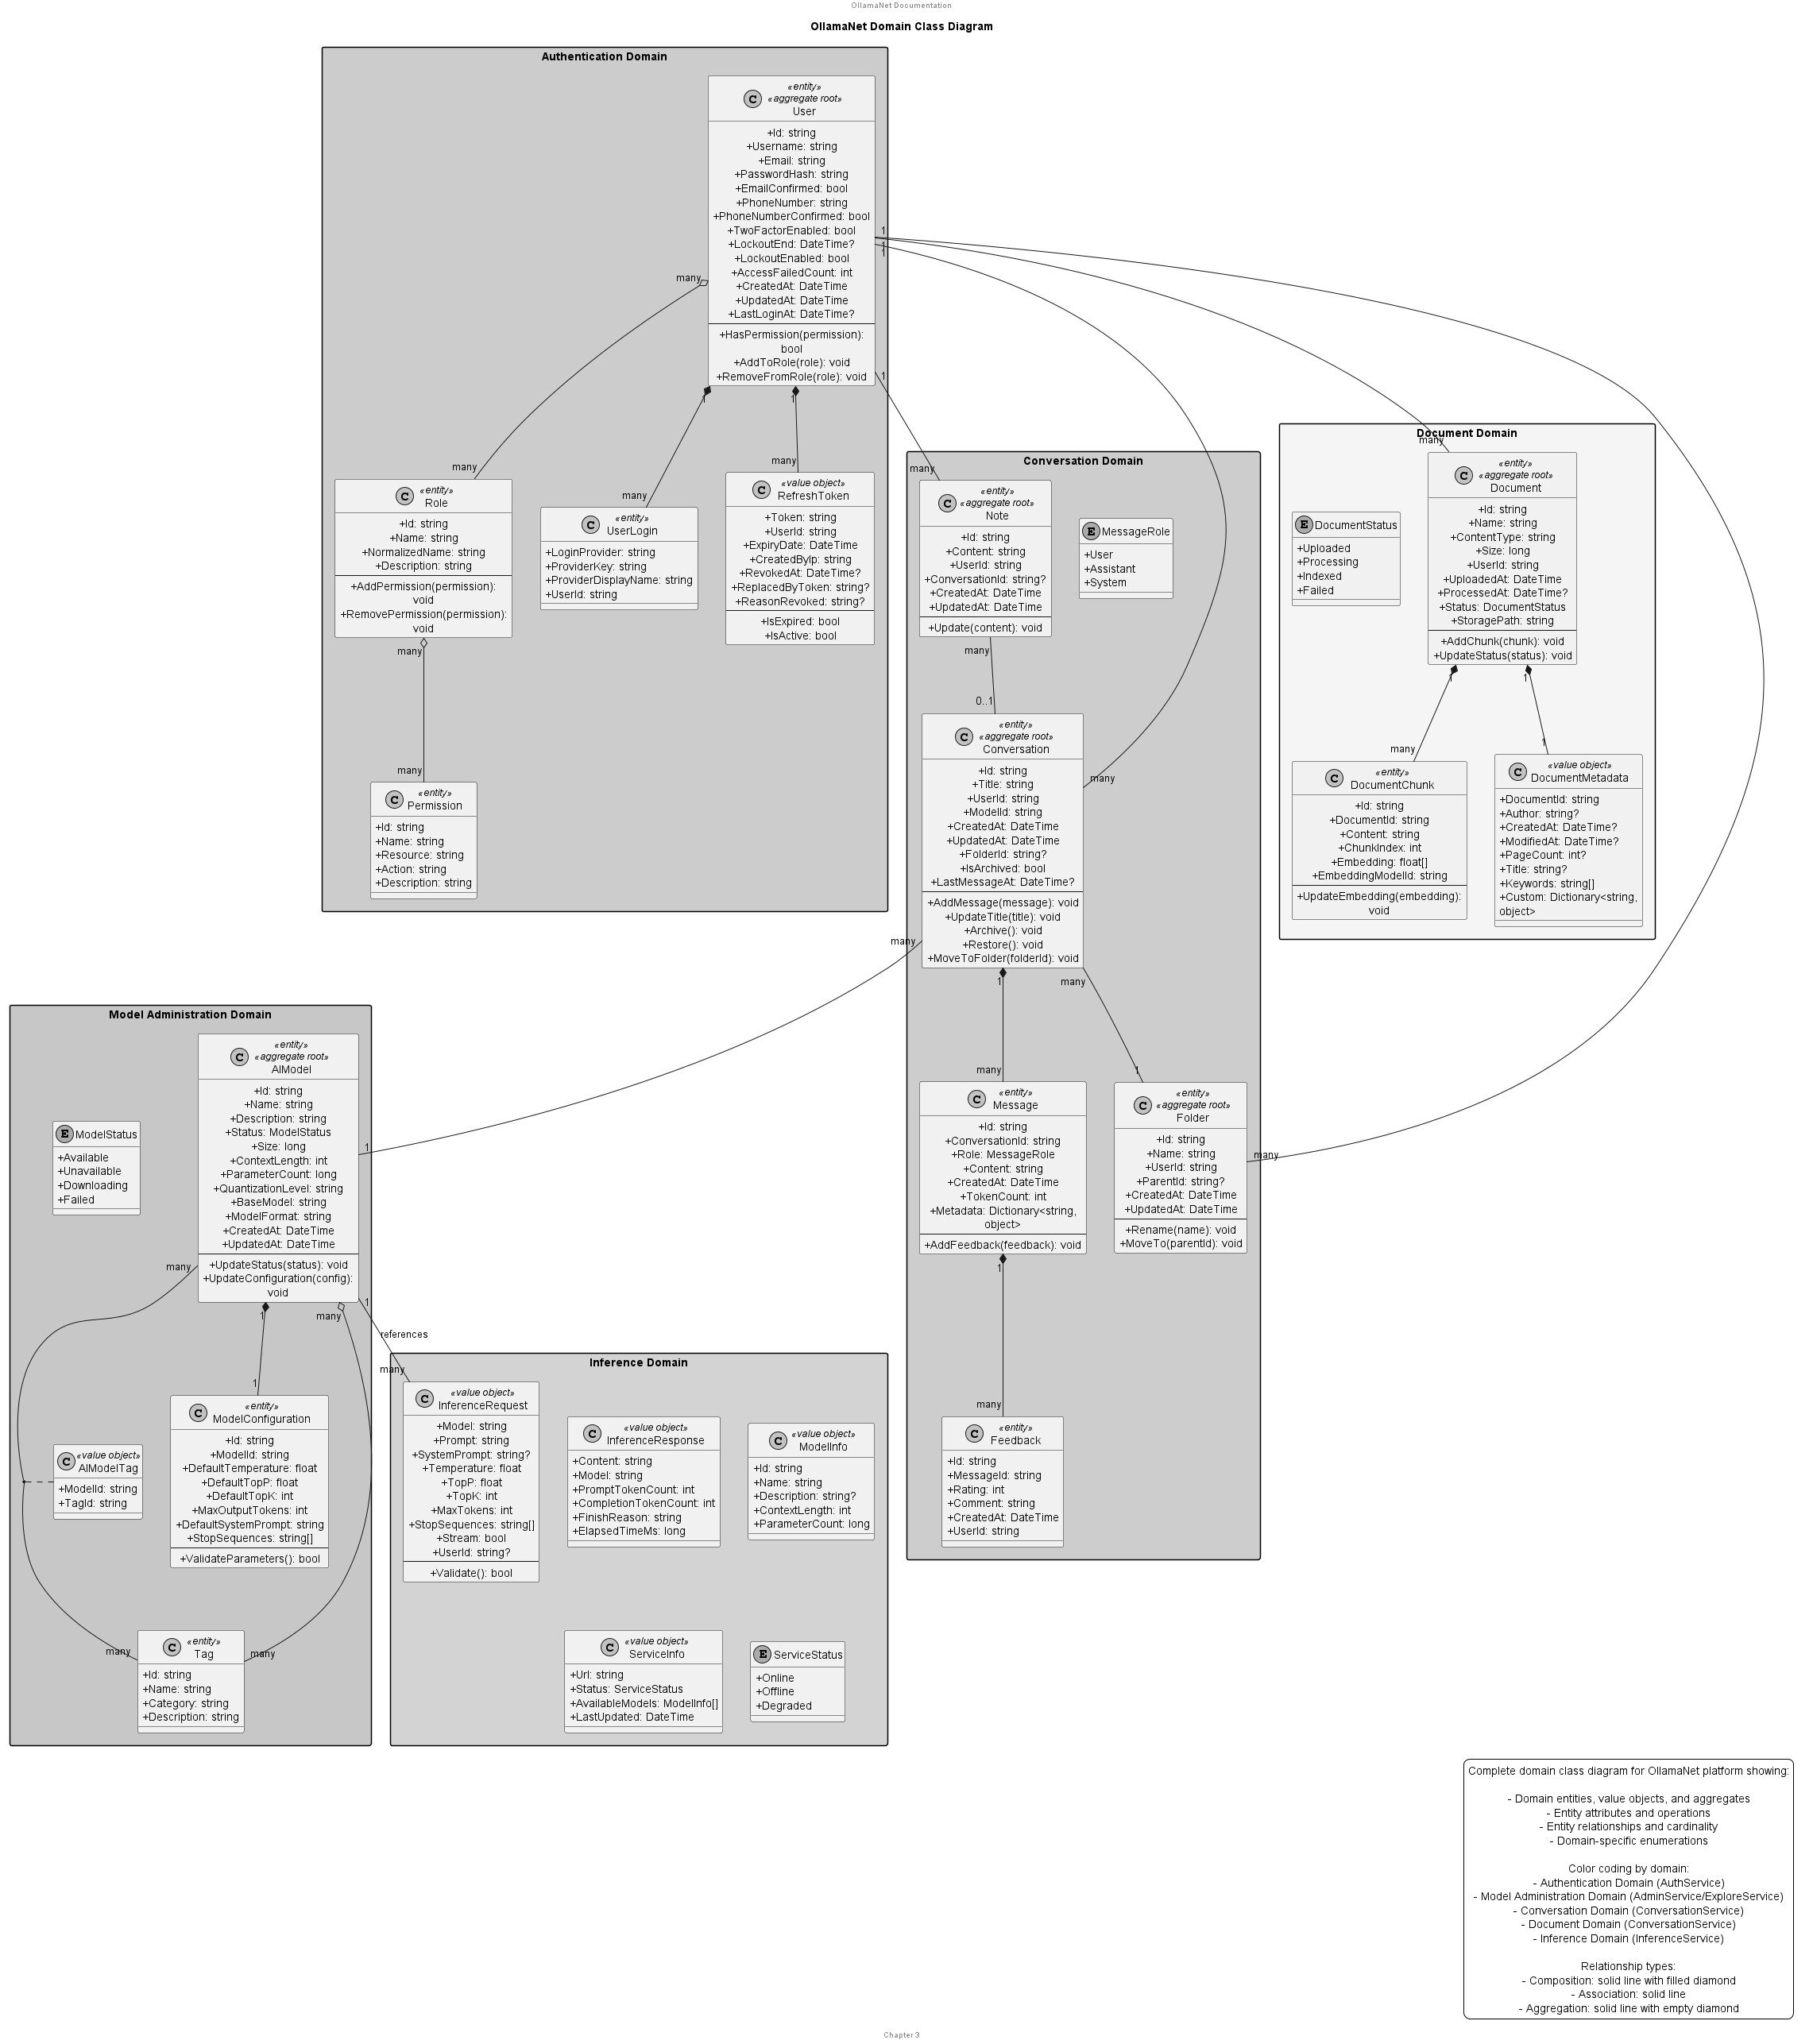 OllamaNet Documentation
OllamaNet Domain Class Diagram
Authentication Domain
C
«entity»
«aggregate root»
User
+Id: string
+Username: string
+Email: string
+PasswordHash: string
+EmailConfirmed: bool
+PhoneNumber: string
+PhoneNumberConfirmed: bool
+TwoFactorEnabled: bool
+LockoutEnd: DateTime?
+LockoutEnabled: bool
+AccessFailedCount: int
+CreatedAt: DateTime
+UpdatedAt: DateTime
+LastLoginAt: DateTime?
+HasPermission(permission):
bool
+AddToRole(role): void
+RemoveFromRole(role): void
many
1
1
1
1
1
1
many
many
many
C
«entity»
Role
+Id: string
+Name: string
+NormalizedName: string
+Description: string
+AddPermission(permission):
void
+RemovePermission(permission):
void
C
«entity»
UserLogin
+LoginProvider: string
+ProviderKey: string
+ProviderDisplayName: string
+UserId: string
C
«value object»
RefreshToken
+Token: string
+UserId: string
+ExpiryDate: DateTime
+CreatedByIp: string
+RevokedAt: DateTime?
+ReplacedByToken: string?
+ReasonRevoked: string?
+IsExpired: bool
+IsActive: bool
many
many
C
«entity»
Permission
+Id: string
+Name: string
+Resource: string
+Action: string
+Description: string
Conversation Domain
many
C
«entity»
«aggregate root»
Note
+Id: string
+Content: string
+UserId: string
+ConversationId: string?
+CreatedAt: DateTime
+UpdatedAt: DateTime
+Update(content): void
E
MessageRole
+User
+Assistant
+System
many
0..1
C
«entity»
«aggregate root»
Conversation
+Id: string
+Title: string
+UserId: string
+ModelId: string
+CreatedAt: DateTime
+UpdatedAt: DateTime
+FolderId: string?
+IsArchived: bool
+LastMessageAt: DateTime?
+AddMessage(message): void
+UpdateTitle(title): void
+Archive(): void
+Restore(): void
+MoveToFolder(folderId): void
many
many
1
many
many
1
C
«entity»
Message
+Id: string
+ConversationId: string
+Role: MessageRole
+Content: string
+CreatedAt: DateTime
+TokenCount: int
+Metadata: Dictionary<string,
object>
+AddFeedback(feedback): void
C
«entity»
«aggregate root»
Folder
+Id: string
+Name: string
+UserId: string
+ParentId: string?
+CreatedAt: DateTime
+UpdatedAt: DateTime
+Rename(name): void
+MoveTo(parentId): void
many
1
many
C
«entity»
Feedback
+Id: string
+MessageId: string
+Rating: int
+Comment: string
+CreatedAt: DateTime
+UserId: string
Document Domain
many
E
DocumentStatus
+Uploaded
+Processing
+Indexed
+Failed
C
«entity»
«aggregate root»
Document
+Id: string
+Name: string
+ContentType: string
+Size: long
+UserId: string
+UploadedAt: DateTime
+ProcessedAt: DateTime?
+Status: DocumentStatus
+StoragePath: string
+AddChunk(chunk): void
+UpdateStatus(status): void
1
1
many
1
C
«entity»
DocumentChunk
+Id: string
+DocumentId: string
+Content: string
+ChunkIndex: int
+Embedding: float[]
+EmbeddingModelId: string
+UpdateEmbedding(embedding):
void
C
«value object»
DocumentMetadata
+DocumentId: string
+Author: string?
+CreatedAt: DateTime?
+ModifiedAt: DateTime?
+PageCount: int?
+Title: string?
+Keywords: string[]
+Custom: Dictionary<string,
object>
Model Administration Domain
E
ModelStatus
+Available
+Unavailable
+Downloading
+Failed
C
«entity»
«aggregate root»
AIModel
+Id: string
+Name: string
+Description: string
+Status: ModelStatus
+Size: long
+ContextLength: int
+ParameterCount: long
+QuantizationLevel: string
+BaseModel: string
+ModelFormat: string
+CreatedAt: DateTime
+UpdatedAt: DateTime
+UpdateStatus(status): void
+UpdateConfiguration(config):
void
1
many
1
many
1
references
1
many
C
«value object»
AIModelTag
+ModelId: string
+TagId: string
C
«entity»
ModelConfiguration
+Id: string
+ModelId: string
+DefaultTemperature: float
+DefaultTopP: float
+DefaultTopK: int
+MaxOutputTokens: int
+DefaultSystemPrompt: string
+StopSequences: string[]
+ValidateParameters(): bool
many
many
C
«entity»
Tag
+Id: string
+Name: string
+Category: string
+Description: string
Inference Domain
C
«value object»
InferenceRequest
+Model: string
+Prompt: string
+SystemPrompt: string?
+Temperature: float
+TopP: float
+TopK: int
+MaxTokens: int
+StopSequences: string[]
+Stream: bool
+UserId: string?
+Validate(): bool
C
«value object»
InferenceResponse
+Content: string
+Model: string
+PromptTokenCount: int
+CompletionTokenCount: int
+FinishReason: string
+ElapsedTimeMs: long
C
«value object»
ModelInfo
+Id: string
+Name: string
+Description: string?
+ContextLength: int
+ParameterCount: long
C
«value object»
ServiceInfo
+Url: string
+Status: ServiceStatus
+AvailableModels: ModelInfo[]
+LastUpdated: DateTime
E
ServiceStatus
+Online
+Offline
+Degraded
Complete domain class diagram for OllamaNet platform showing:
- Domain entities, value objects, and aggregates
- Entity attributes and operations
- Entity relationships and cardinality
- Domain-specific enumerations
Color coding by domain:
- Authentication Domain (AuthService)
- Model Administration Domain (AdminService/ExploreService)
- Conversation Domain (ConversationService)
- Document Domain (ConversationService)
- Inference Domain (InferenceService)
Relationship types:
- Composition: solid line with filled diamond
- Association: solid line
- Aggregation: solid line with empty diamond
Chapter 3